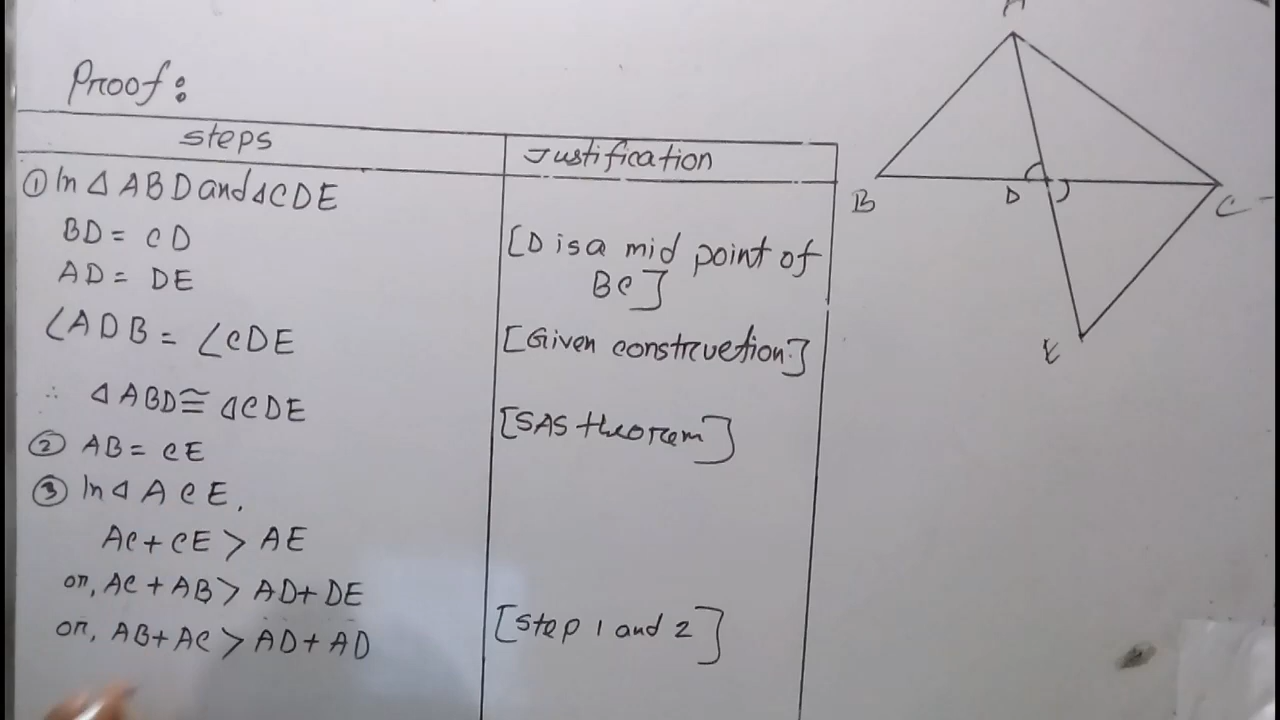 Proof:
steps
Justification
① In △ ABD and △CDE
BD = CD
[D is a mid point of
BC]
AD = DE
∠ADB = ∠CDE
[Given construction]
∴ △ABD ≅ △CDE
[SAS theorem]
② AB = CE
③ In △ ACE,
AC + CE > AE
or, AC + AB > AD + DE
or, AB + AC > AD + AD
[step 1 and 2]
A
B
D
C
E